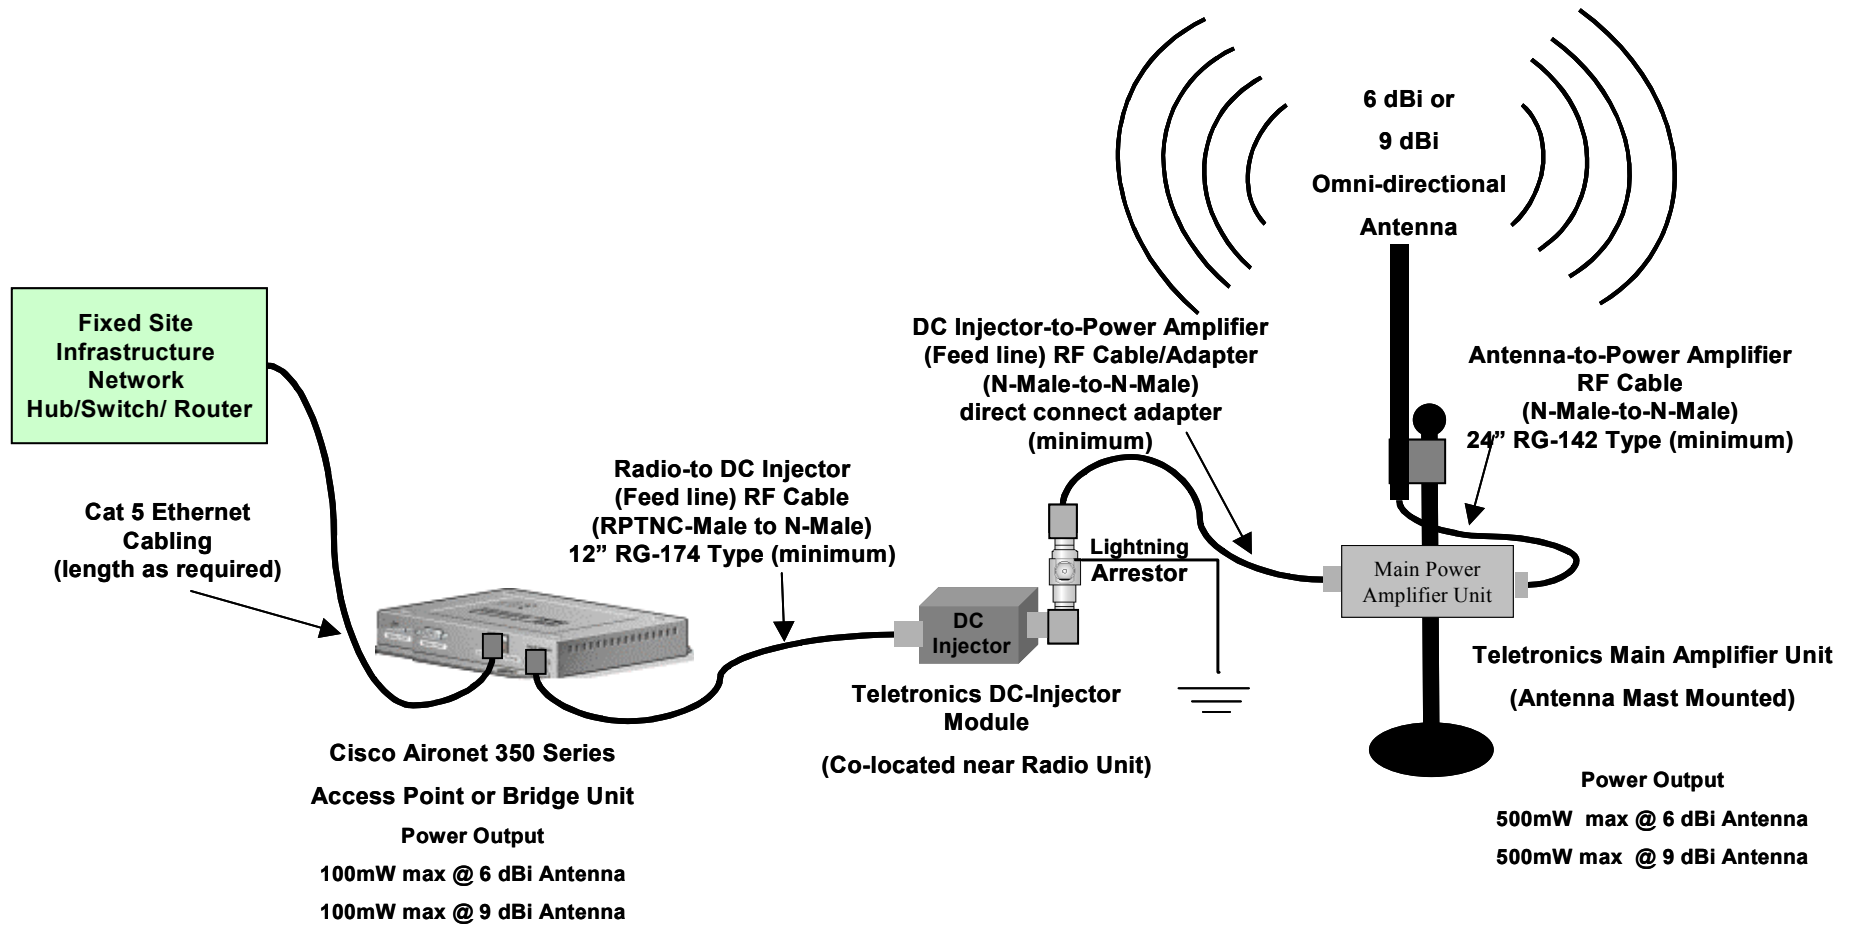 6 dBi or
9 dBi
Omni-directional
Antenna
Fixed Site
Infrastructure
Network
Hub/Switch/ Router
DC Injector-to-Power Amplifier
(Feed line) RF Cable/Adapter
(N-Male-to-N-Male)
direct connect adapter
(minimum)
Antenna-to-Power Amplifier
RF Cable
(N-Male-to-N-Male)
24” RG-142 Type (minimum)
Radio-to DC Injector
(Feed line) RF Cable
(RPTNC-Male to N-Male)
12” RG-174 Type (minimum)
Cat 5 Ethernet
Cabling
(length as required)
Lightning
Arrestor
Main Power
Amplifier Unit
DC
Injector
Teletronics Main Amplifier Unit
(Antenna Mast Mounted)
Teletronics DC-Injector
Module
(Co-located near Radio Unit)
Cisco Aironet 350 Series
Access Point or Bridge Unit
Power Output
100mW max @ 6 dBi Antenna
100mW max @ 9 dBi Antenna
Power Output
500mW  max @ 6 dBi Antenna
500mW max  @ 9 dBi Antenna